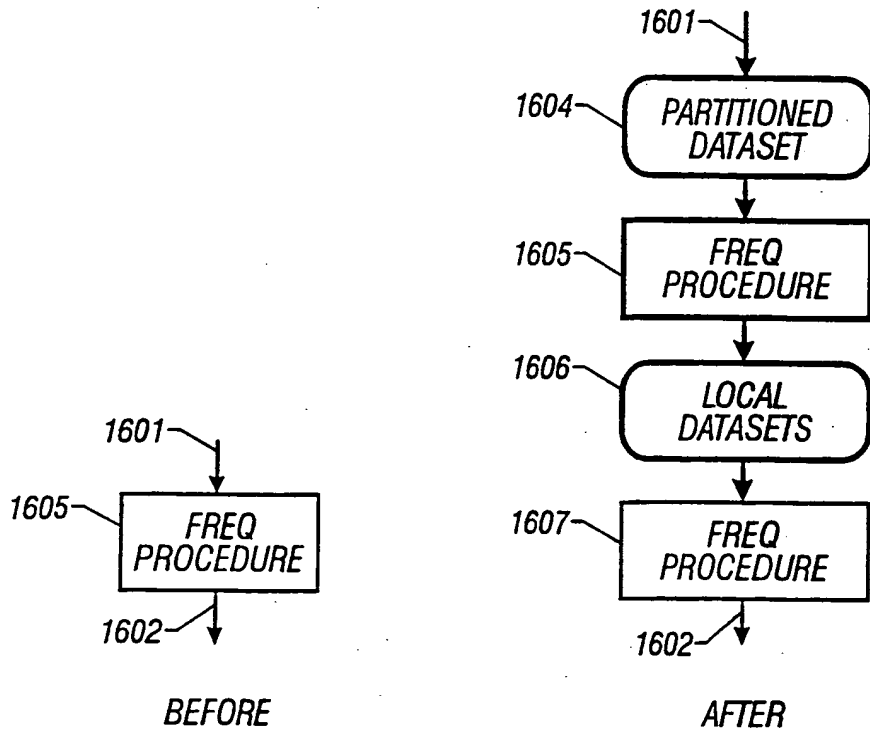 1601
1604
PARTITIONED
DATASET
1605
FREQ
PROCEDURE
1606
LOCAL
DATASETS
1601
1605
FREQ
PROCEDURE
1607
FREQ
PROCEDURE
1602
1602
BEFORE
AFTER